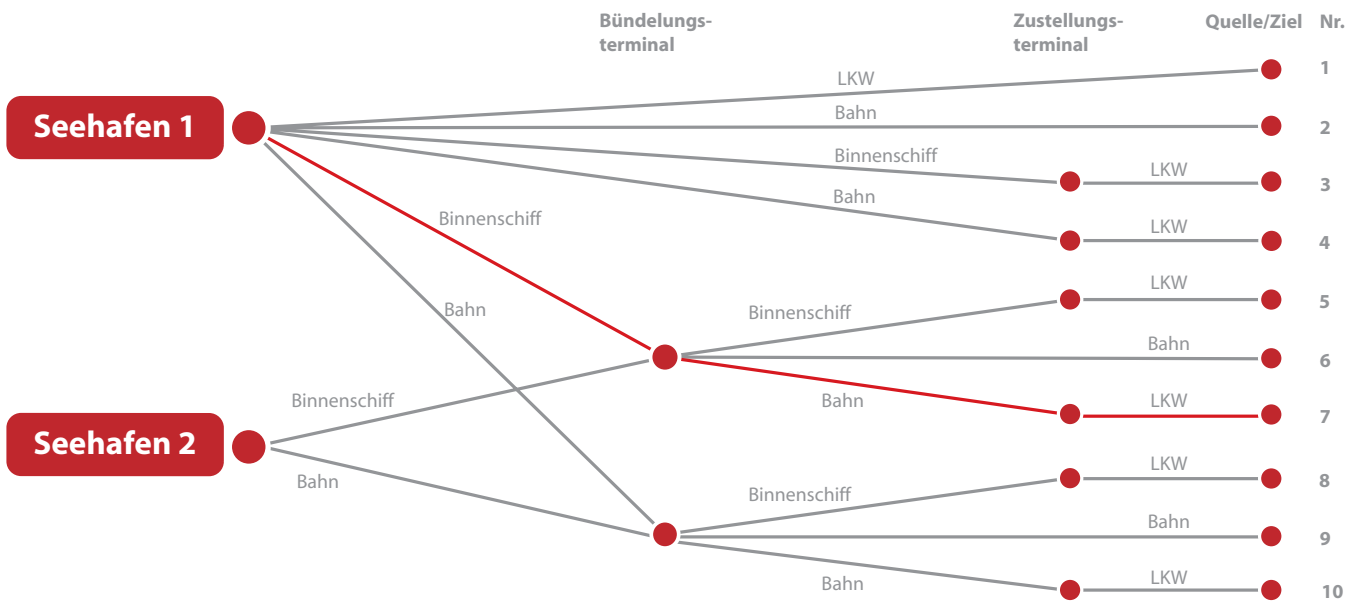 Bündelungs-
terminal
Zustellungs-
terminal
Quelle/Ziel
Nr.
LKW
1
Seehafen 1
Bahn
2
Binnenschiff
LKW
3
Bahn
LKW
4
Binnenschiff
Bahn
Binnenschiff
LKW
5
Bahn
6
Binnenschiff
Bahn
LKW
7
Seehafen 2
Bahn
Binnenschiff
LKW
8
Bahn
9
Bahn
LKW
10